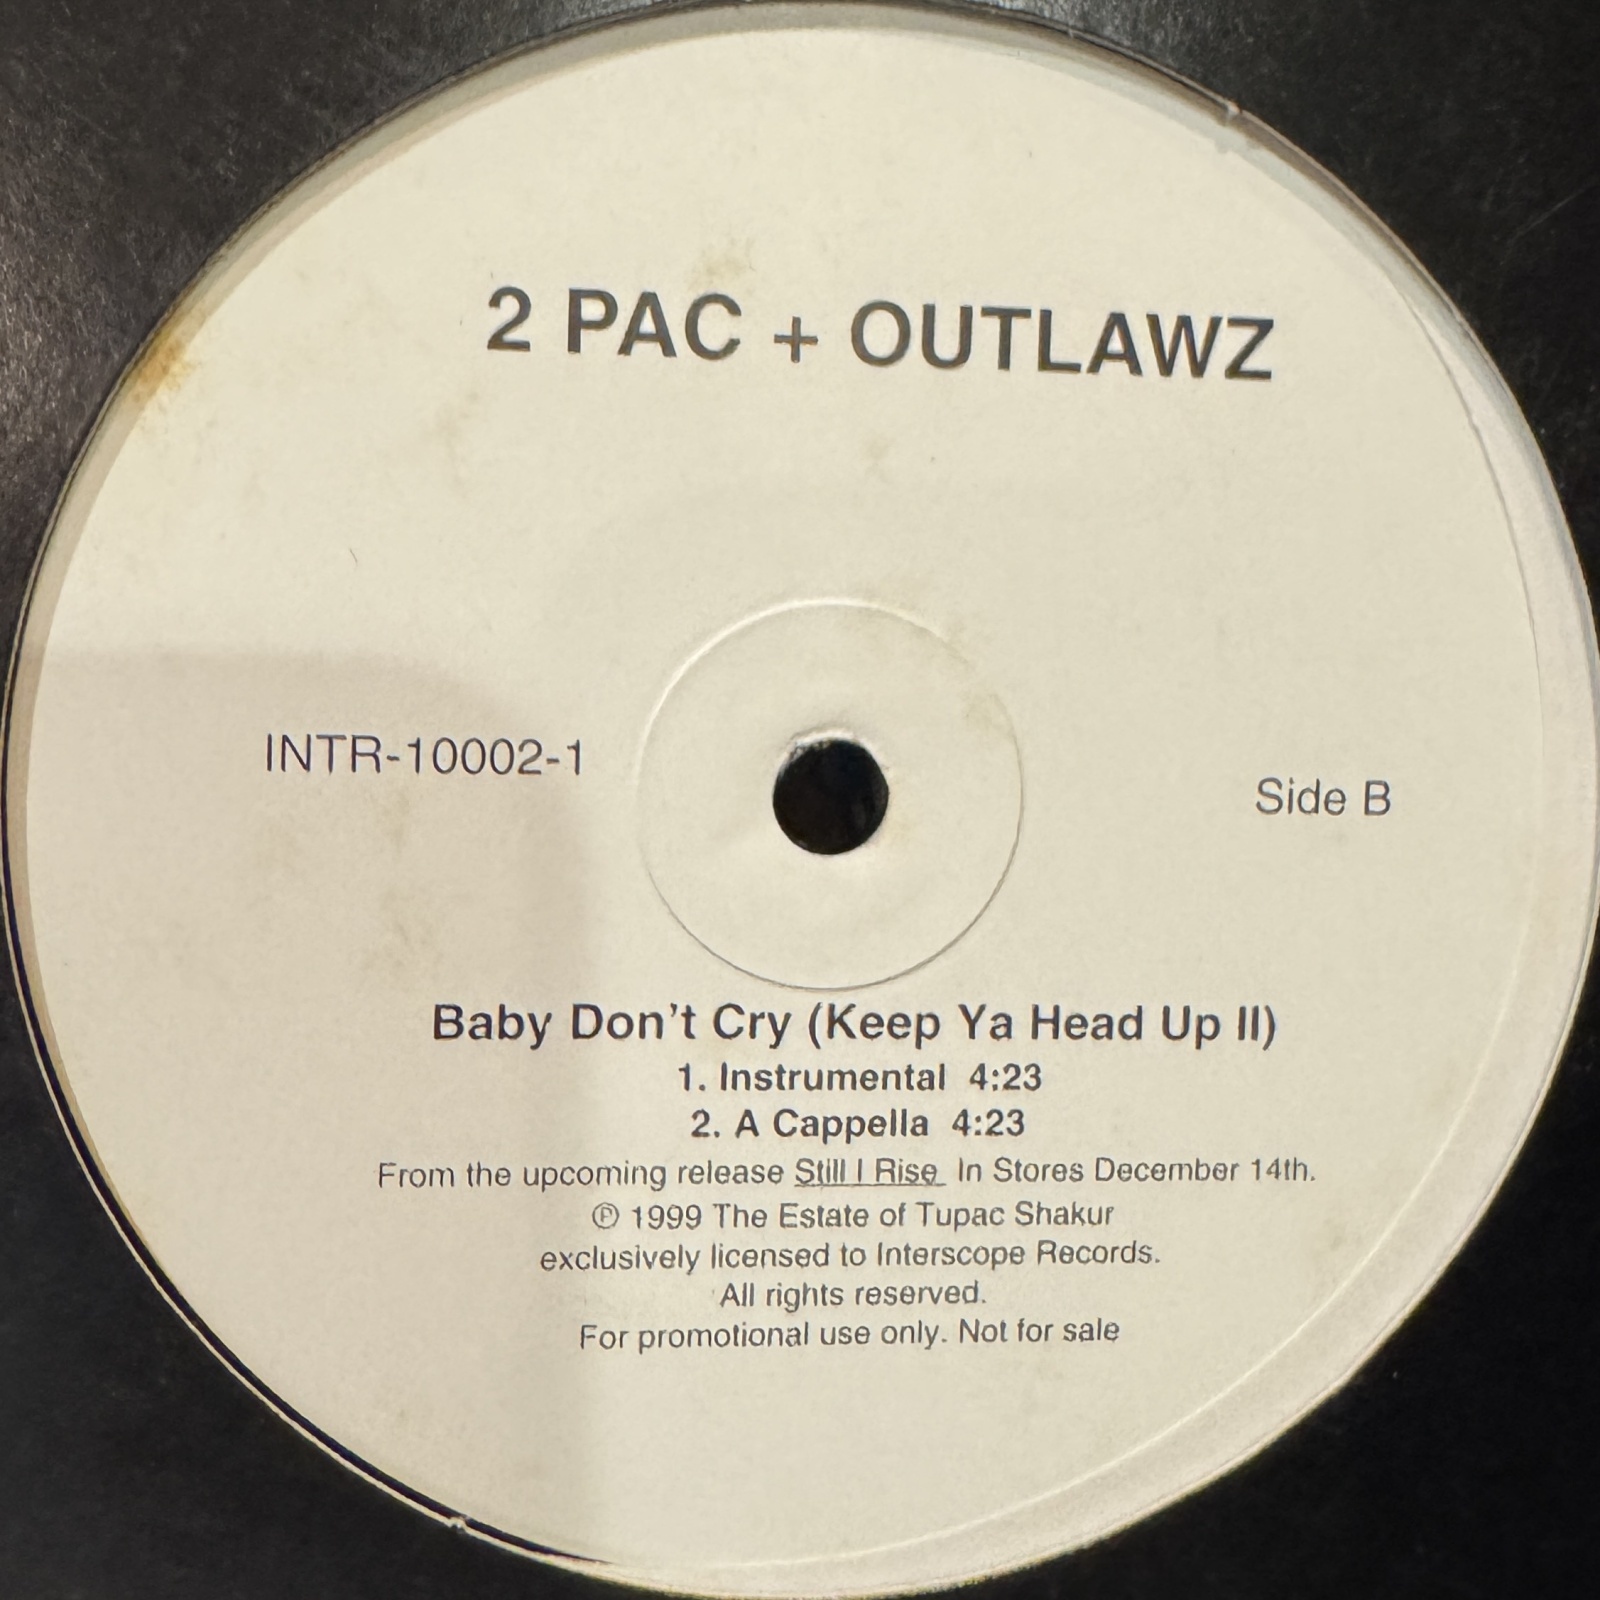 2 PAC + OUTLAWZ
INTR-10002-1
Side B
Baby Don't Cry (Keep Ya Head Up II)
1. Instrumental 4:23
2. A Cappella 4:23
From the upcoming release Still I Rise In Stores December 14th.
℗ 1999 The Estate of Tupac Shakur
exclusively licensed to Interscope Records.
All rights reserved.
For promotional use only. Not for sale